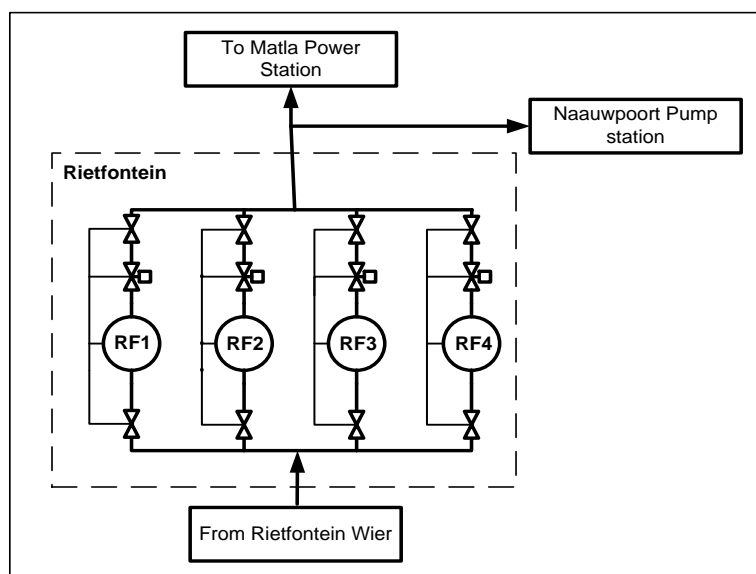 To Matla Power
Station
Naauwpoort Pump
station
Rietfontein
RF1 RF2 RF3 RF4
From Rietfontein Wier